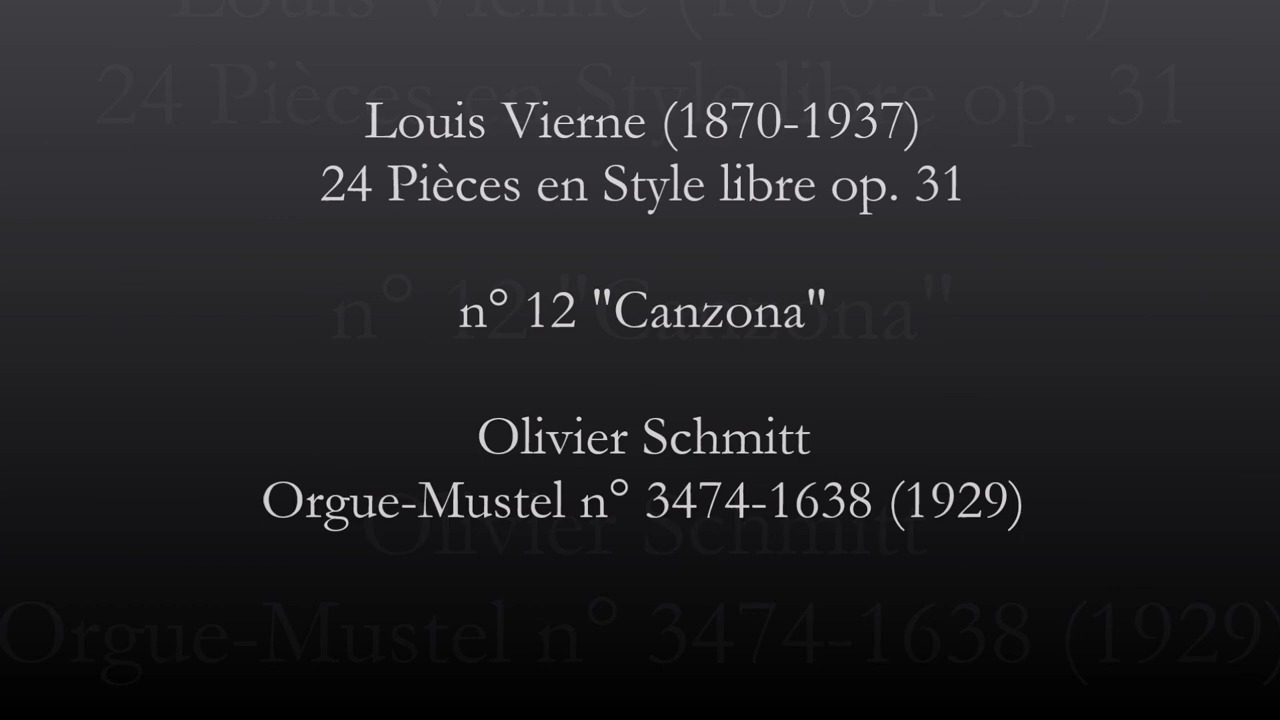 Louis Vierne (1870-1937)
24 Pièces en Style libre op. 31
n° 12 "Canzona"
Olivier Schmitt
Orgue-Mustel n° 3474-1638 (1929)